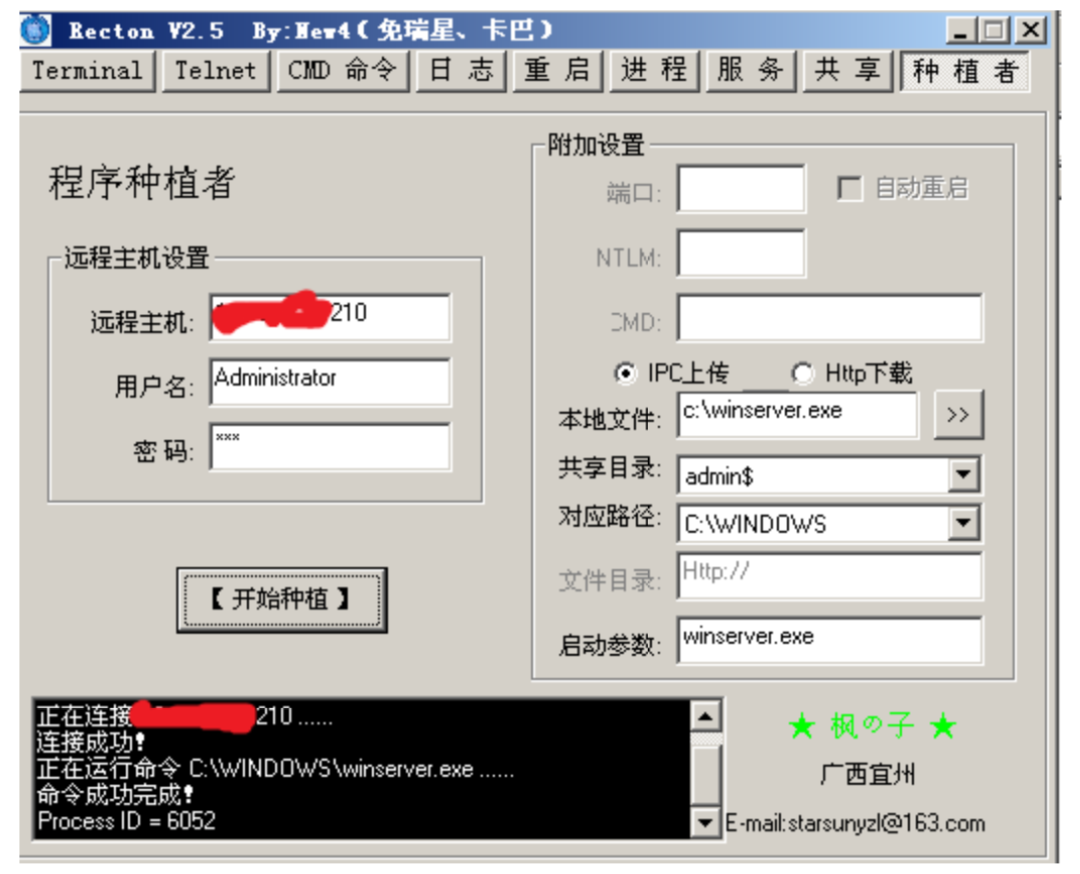 Recton V2.5 By:New4(免瑞星、卡巴)
Terminal Telnet CMD 命令 日 志 重 启 进 程 服 务 共 享 种 植 者
程序种植者
远程主机设置
远程主机: 210
用户名: Administrator
密 码: ***
【 开始种植 】
附加设置
端口: 自动重启
NTLM:
CMD:
IPC上传 Http下载
本地文件: c:\winserver.exe >>
共享目录: admin$
对应路径: C:\WINDOWS
文件目录: Http://
启动参数: winserver.exe
正在连接 210 ......
连接成功!
正在运行命令 C:\WINDOWS\winserver.exe ......
命令成功完成!
Process ID = 6052
★ 枫の子 ★
广西宜州
E-mail:starsunyzl@163.com